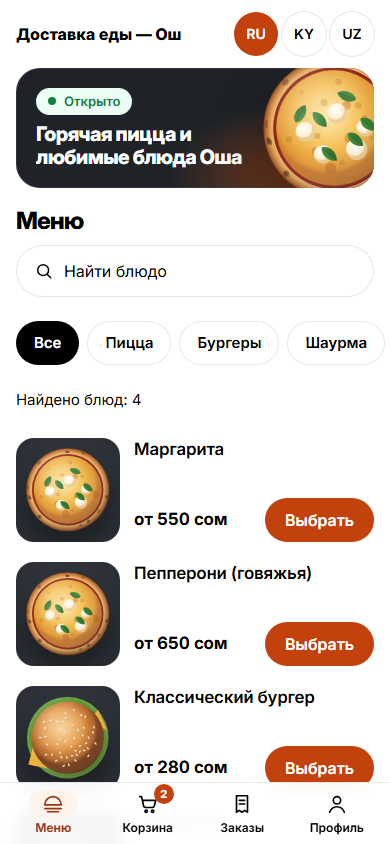 Доставка еды — Ош
RU
KY
UZ
Открыто
Горячая пицца и
любимые блюда Оша
Меню
Найти блюдо
Все
Пицца
Бургеры
Шаурма
Найдено блюд: 4
Маргарита
от 550 сом
Выбрать
Пепперони (говяжья)
от 650 сом
Выбрать
Классический бургер
от 280 сом
Выбрать
2
Меню
Корзина
Заказы
Профиль